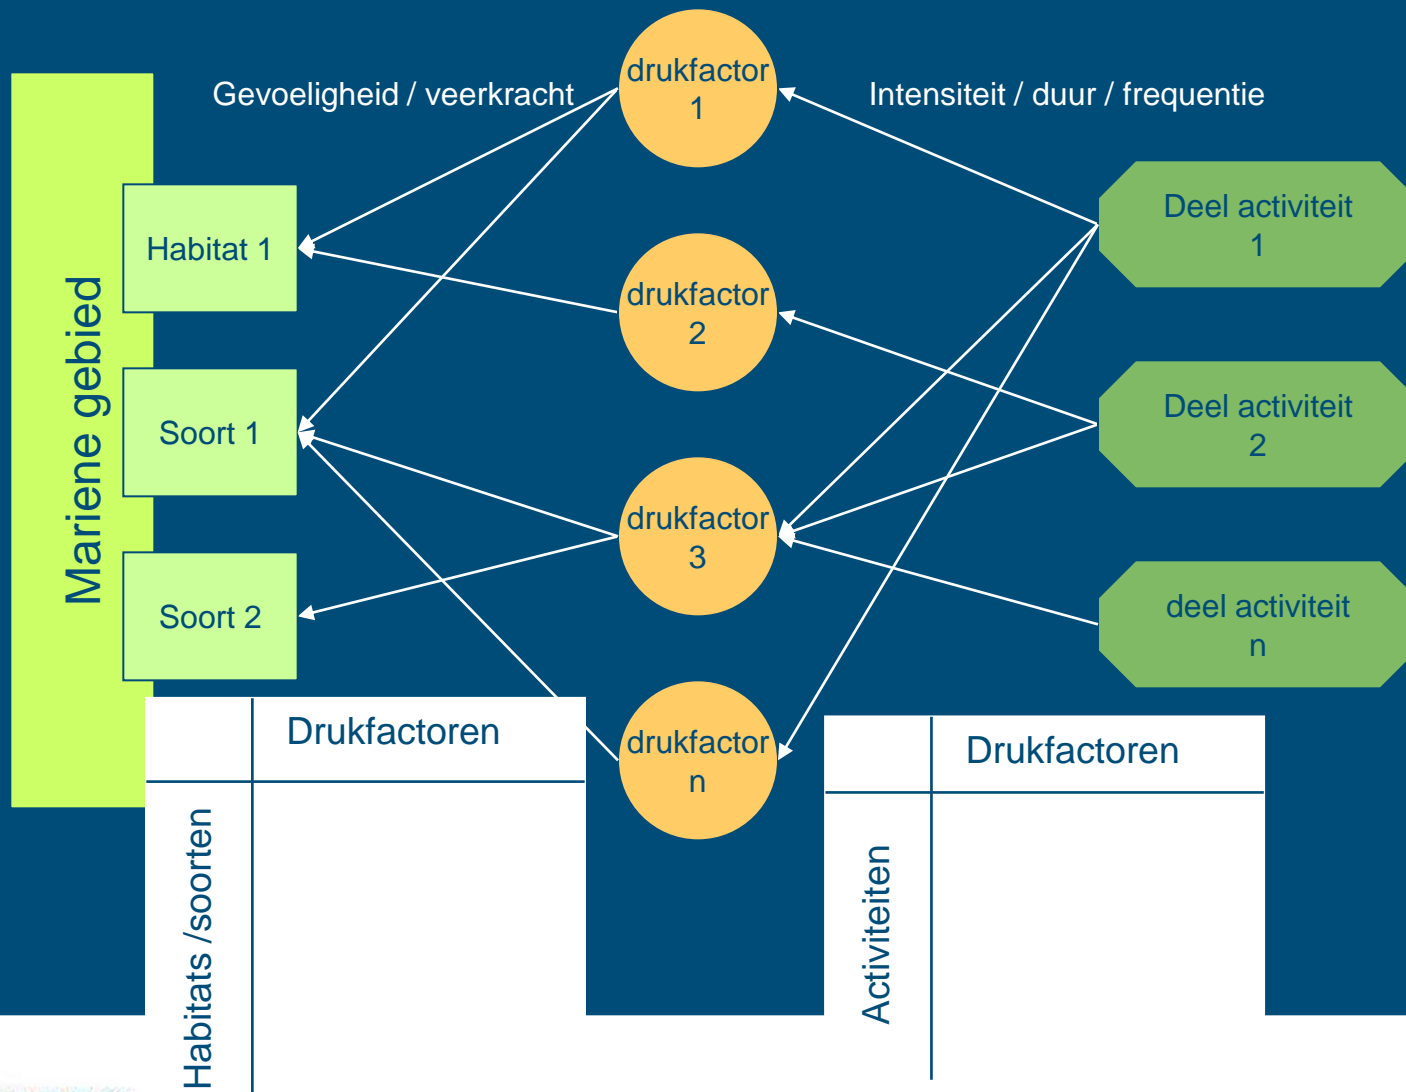 Gevoeligheid / veerkracht
Intensiteit / duur / frequentie
Mariene gebied
Habitat 1
Soort 1
Soort 2
drukfactor
1
drukfactor
2
drukfactor
3
drukfactor
n
Deel activiteit
1
Deel activiteit
2
deel activiteit
n
Drukfactoren
Habitats /soorten
Drukfactoren
Activiteiten